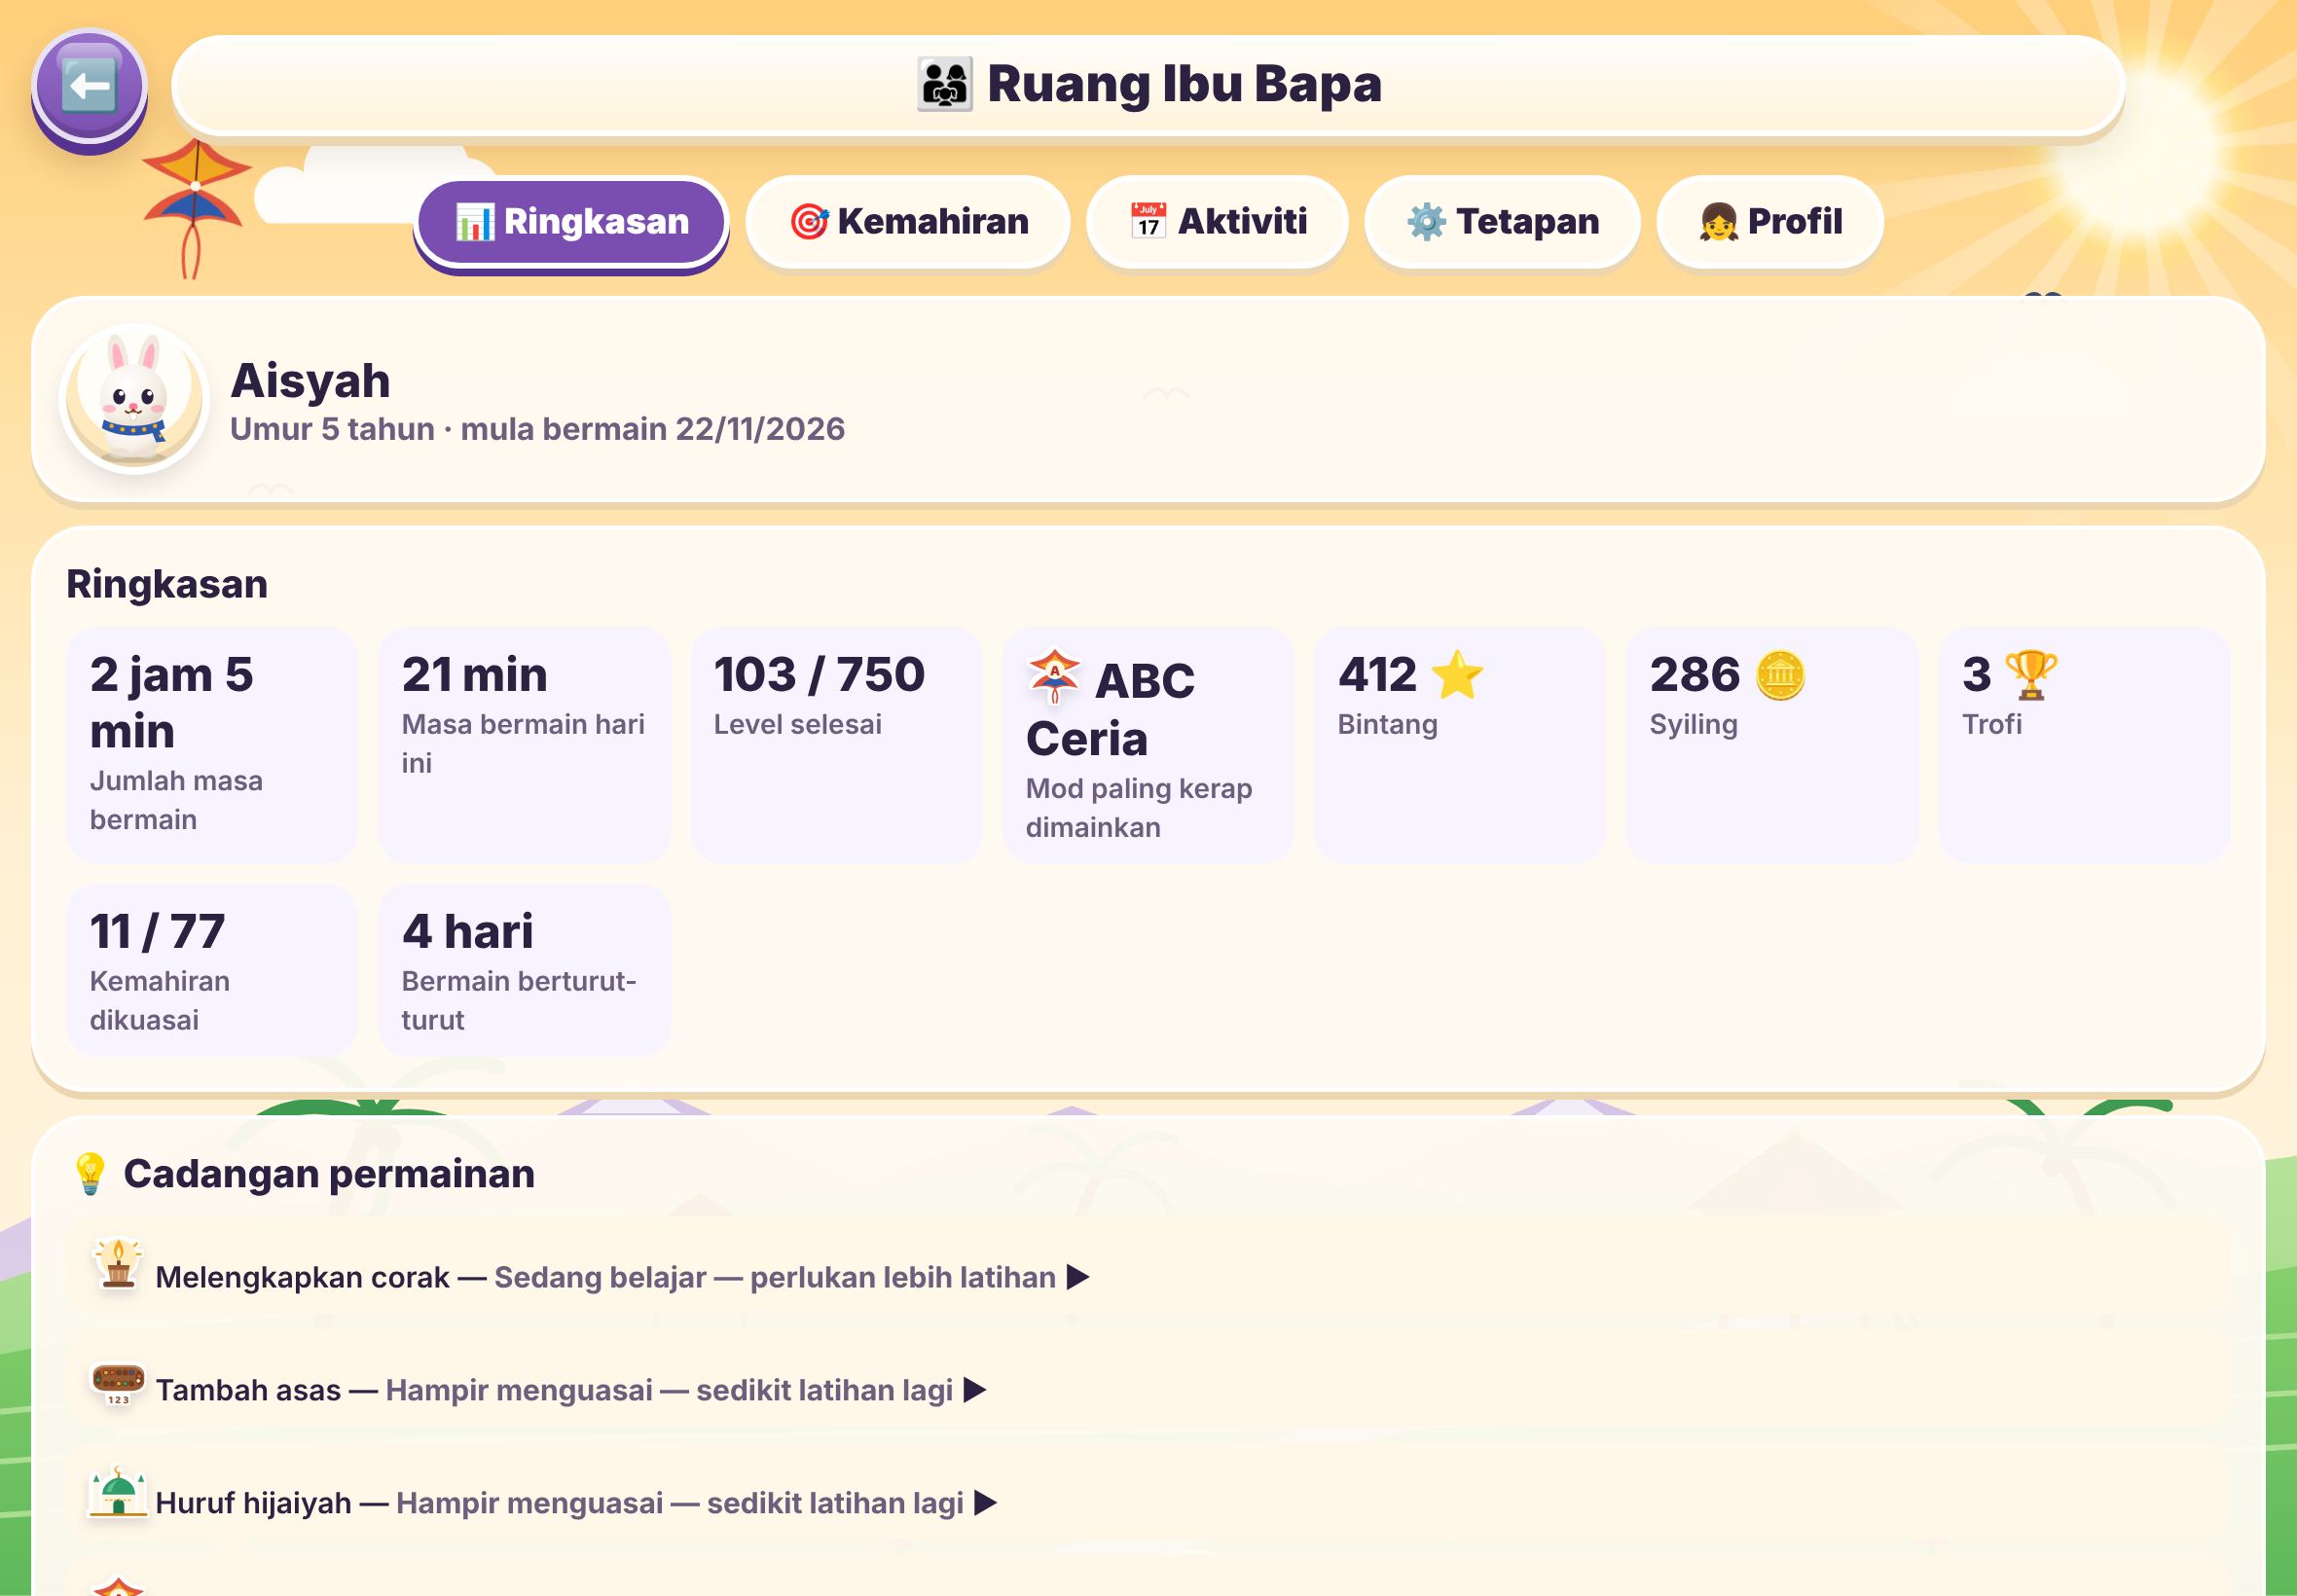 Ruang Ibu Bapa
Ringkasan
Kemahiran
July 17 Aktiviti
Tetapan
Profil
Aisyah
Umur 5 tahun · mula bermain 22/11/2026
Ringkasan
2 jam 5
min
Jumlah masa
bermain
21 min
Masa bermain hari
ini
103 / 750
Level selesai
A ABC
Ceria
Mod paling kerap
dimainkan
412
Bintang
286
Syiling
3
Trofi
11 / 77
Kemahiran
dikuasai
4 hari
Bermain berturut-
turut
Cadangan permainan
Melengkapkan corak — Sedang belajar — perlukan lebih latihan ▶
123
Tambah asas — Hampir menguasai — sedikit latihan lagi ▶
Huruf hijaiyah — Hampir menguasai — sedikit latihan lagi ▶